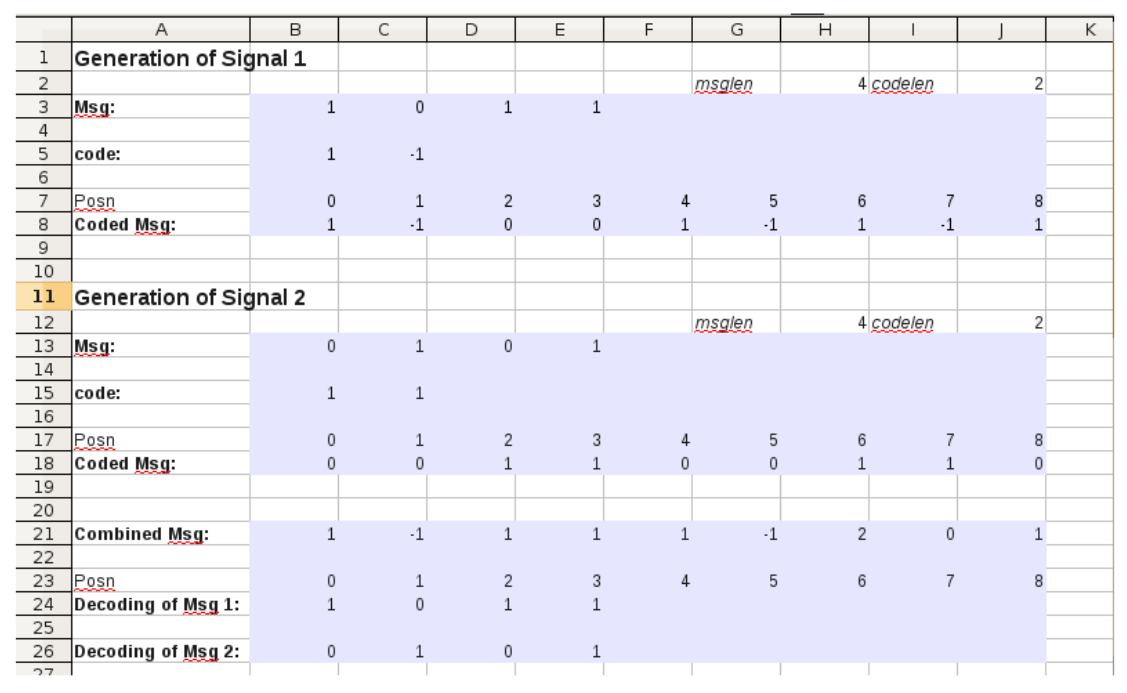 A B C D E F G H I J K
1 Generation of Signal 1
2 msglen 4 codelen 2
3 Msg: 1 0 1 1
4
5 code: 1 -1
6
7 Posn 0 1 2 3 4 5 6 7 8
8 Coded Msg: 1 -1 0 0 1 -1 1 -1 1
9
10
11 Generation of Signal 2
12 msglen 4 codelen 2
13 Msg: 0 1 0 1
14
15 code: 1 1
16
17 Posn 0 1 2 3 4 5 6 7 8
18 Coded Msg: 0 0 1 1 0 0 1 1 0
19
20
21 Combined Msg: 1 -1 1 1 1 -1 2 0 1
22
23 Posn 0 1 2 3 4 5 6 7 8
24 Decoding of Msg 1: 1 0 1 1
25
26 Decoding of Msg 2: 0 1 0 1
27